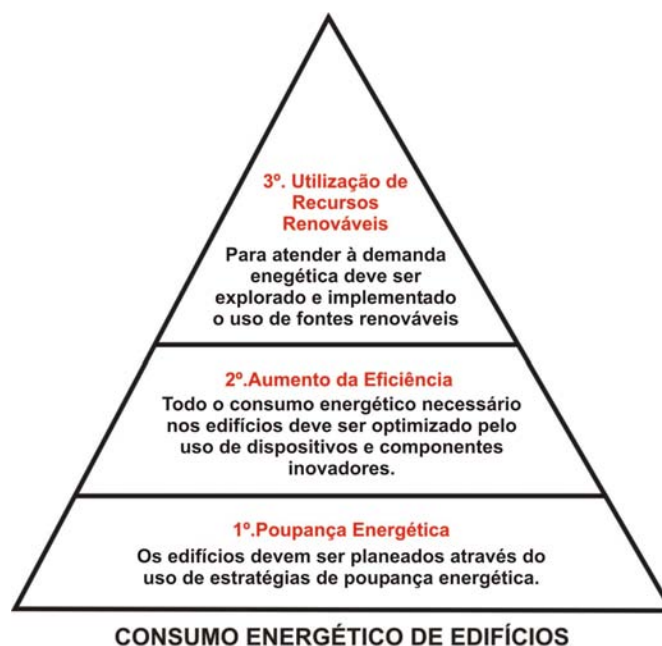 3º. Utilização de
Recursos
Renováveis
Para atender à demanda
enegética deve ser
explorado e implementado
o uso de fontes renováveis
2º.Aumento da Eficiência
Todo o consumo energético necessário
nos edifícios deve ser optimizado pelo
uso de dispositivos e componentes
inovadores.
1º.Poupança Energética
Os edifícios devem ser planeados através do
uso de estratégias de poupança energética.
CONSUMO ENERGÉTICO DE EDIFÍCIOS